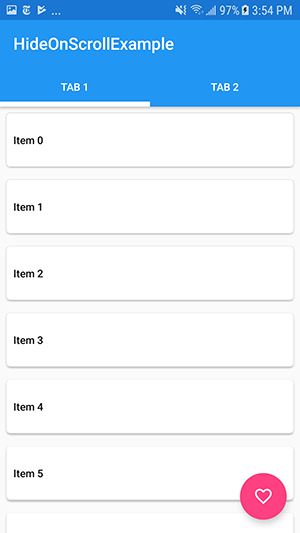 ... 97% 3:54 PM
HideOnScrollExample
TAB 1 TAB 2
Item 0
Item 1
Item 2
Item 3
Item 4
Item 5